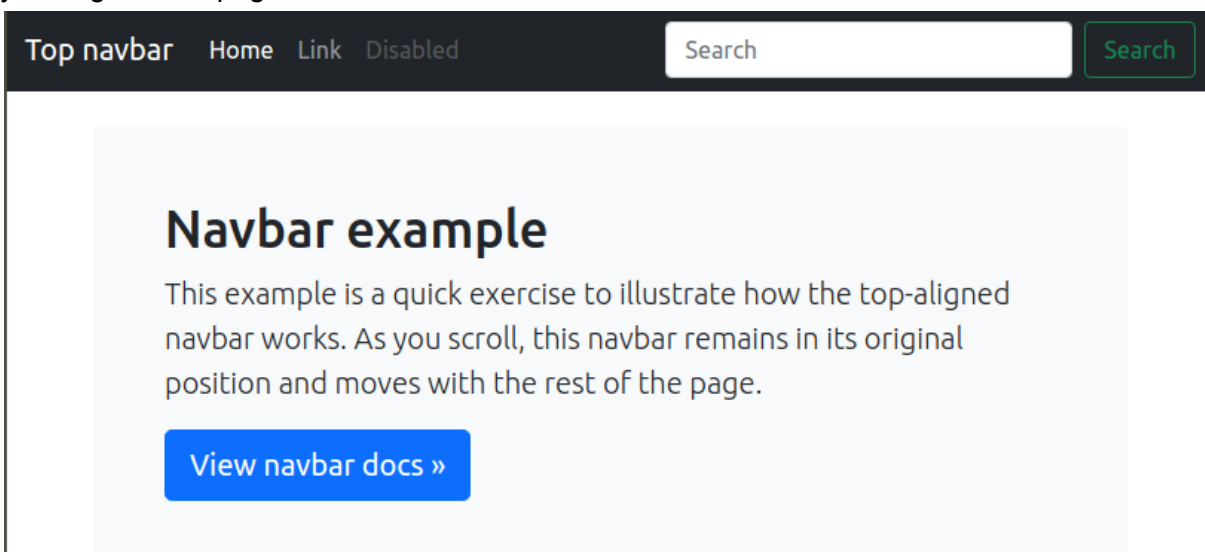 Top navbar Home Link Disabled Search Search
Navbar example
This example is a quick exercise to illustrate how the top-aligned
navbar works. As you scroll, this navbar remains in its original
position and moves with the rest of the page.
View navbar docs »